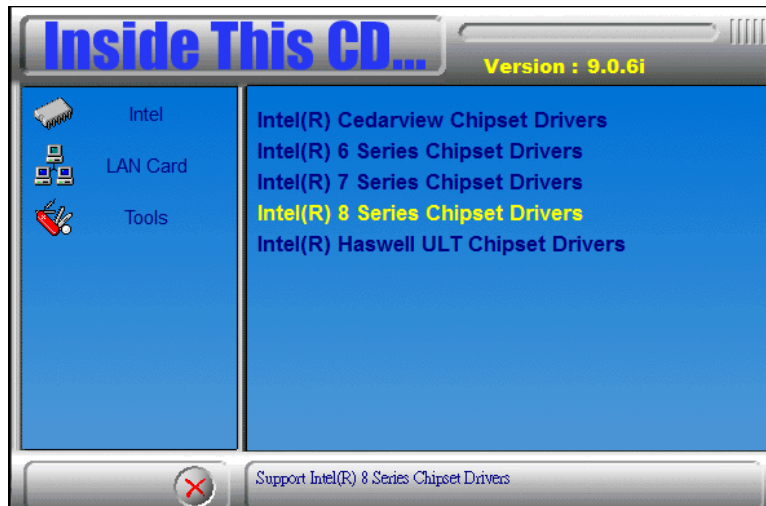 Inside This CD...
Version : 9.0.6i
Intel
LAN Card
Tools
Intel(R) Cedarview Chipset Drivers
Intel(R) 6 Series Chipset Drivers
Intel(R) 7 Series Chipset Drivers
Intel(R) 8 Series Chipset Drivers
Intel(R) Haswell ULT Chipset Drivers
Support Intel(R) 8 Series Chipset Drivers